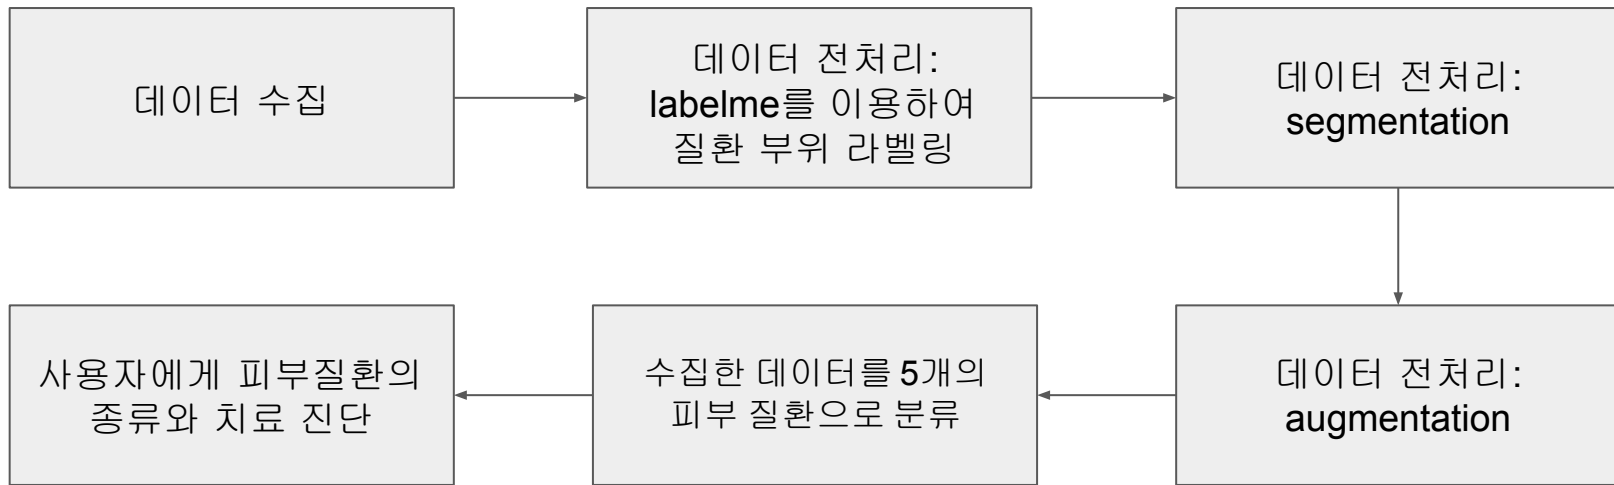 데이터 수집
데이터 전처리:
labelme를 이용하여
질환 부위 라벨링
데이터 전처리:
segmentation
데이터 전처리:
augmentation
수집한 데이터를 5개의
피부 질환으로 분류
사용자에게 피부질환의
종류와 치료 진단